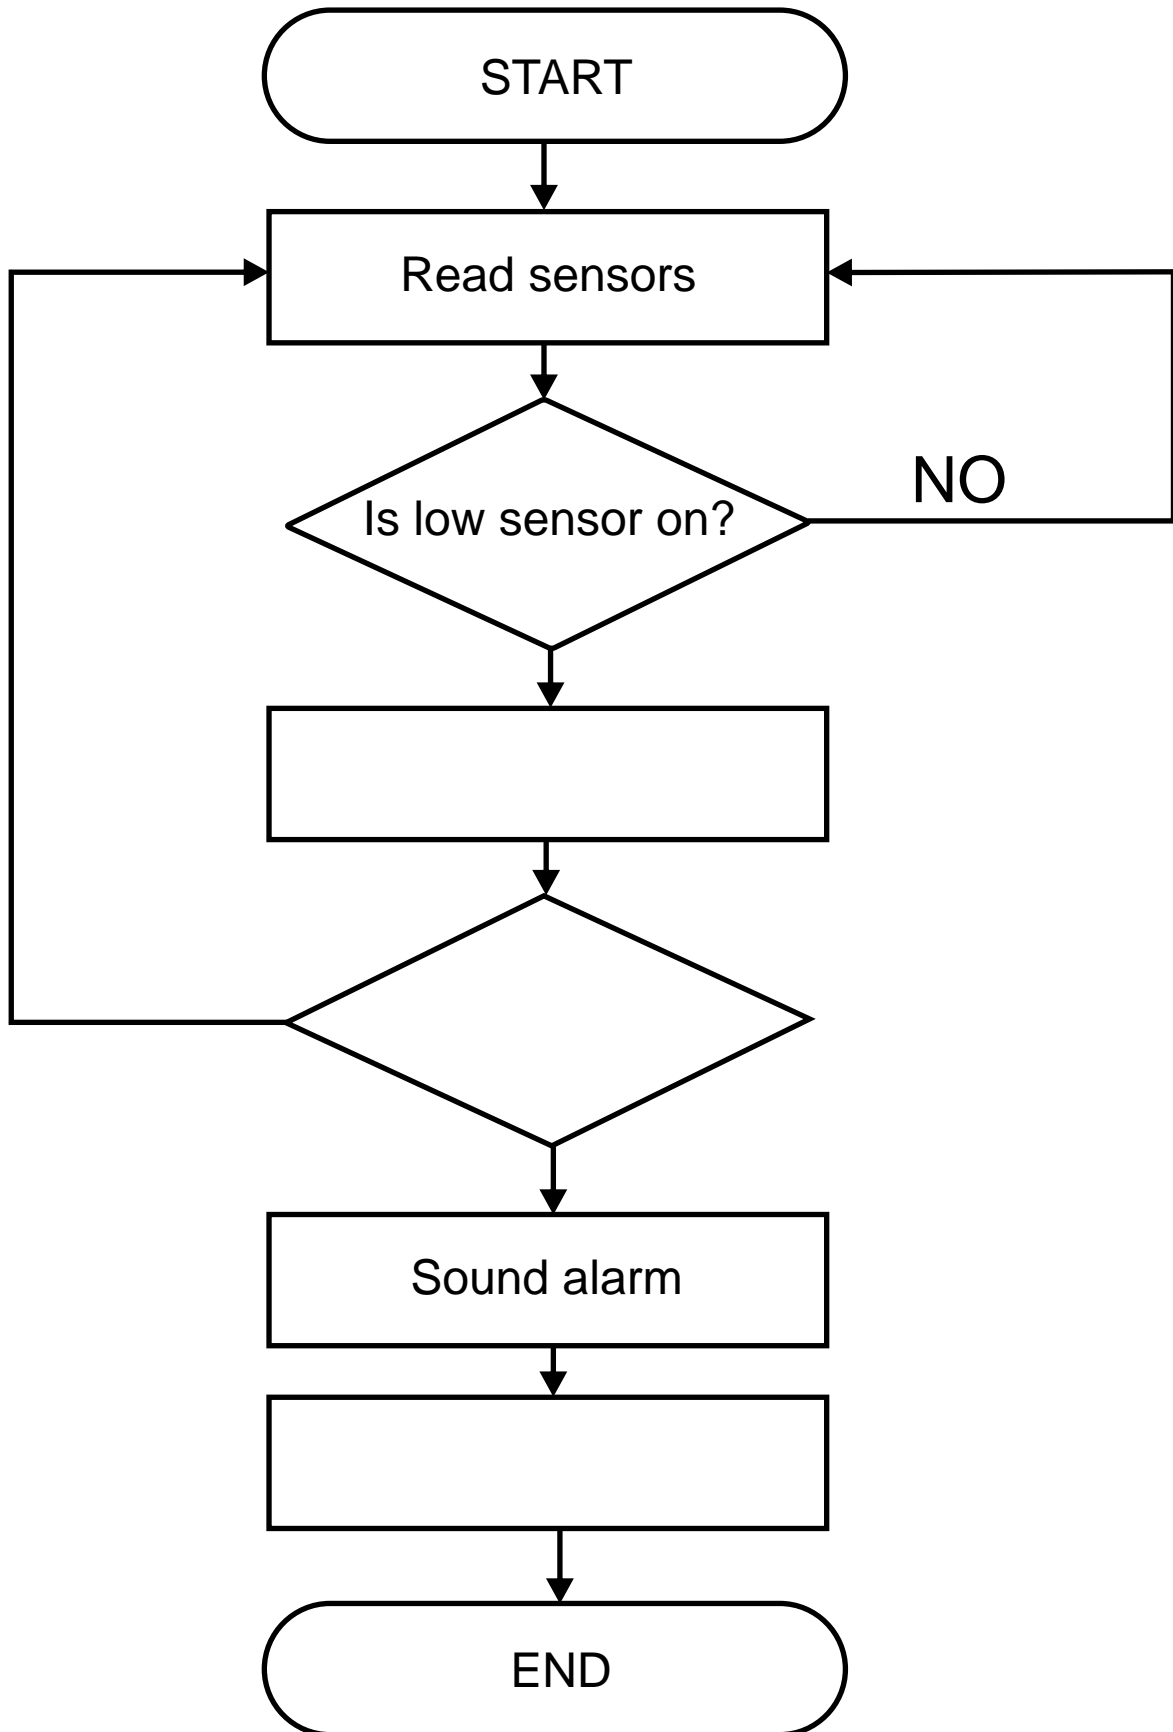 START
Read sensors
Is low sensor on?
NO
Sound alarm
END